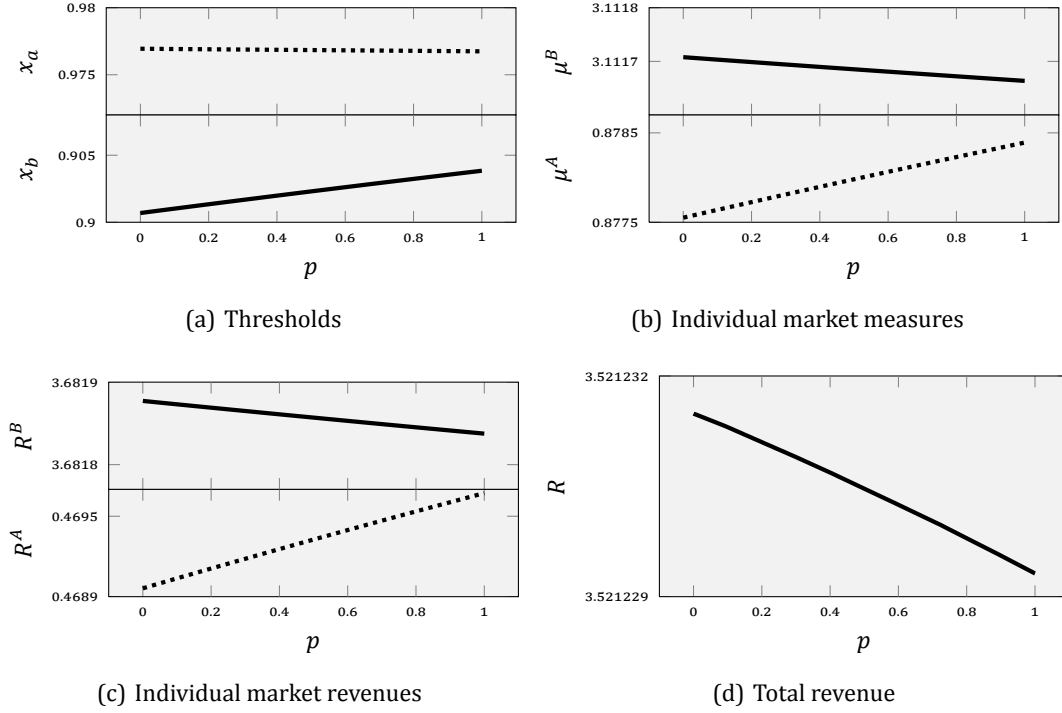 0.98
0.975
x_a
0.905
0.9
x_b
0 0.2 0.4 0.6 0.8 1
p
(a) Thresholds
3.1118
3.1117
μ^B
0.8785
0.8775
μ^A
0 0.2 0.4 0.6 0.8 1
p
(b) Individual market measures
3.6819
3.6818
R^B
0.4695
0.4689
R^A
0 0.2 0.4 0.6 0.8 1
p
(c) Individual market revenues
3.521232
3.521229
R
0 0.2 0.4 0.6 0.8 1
p
(d) Total revenue